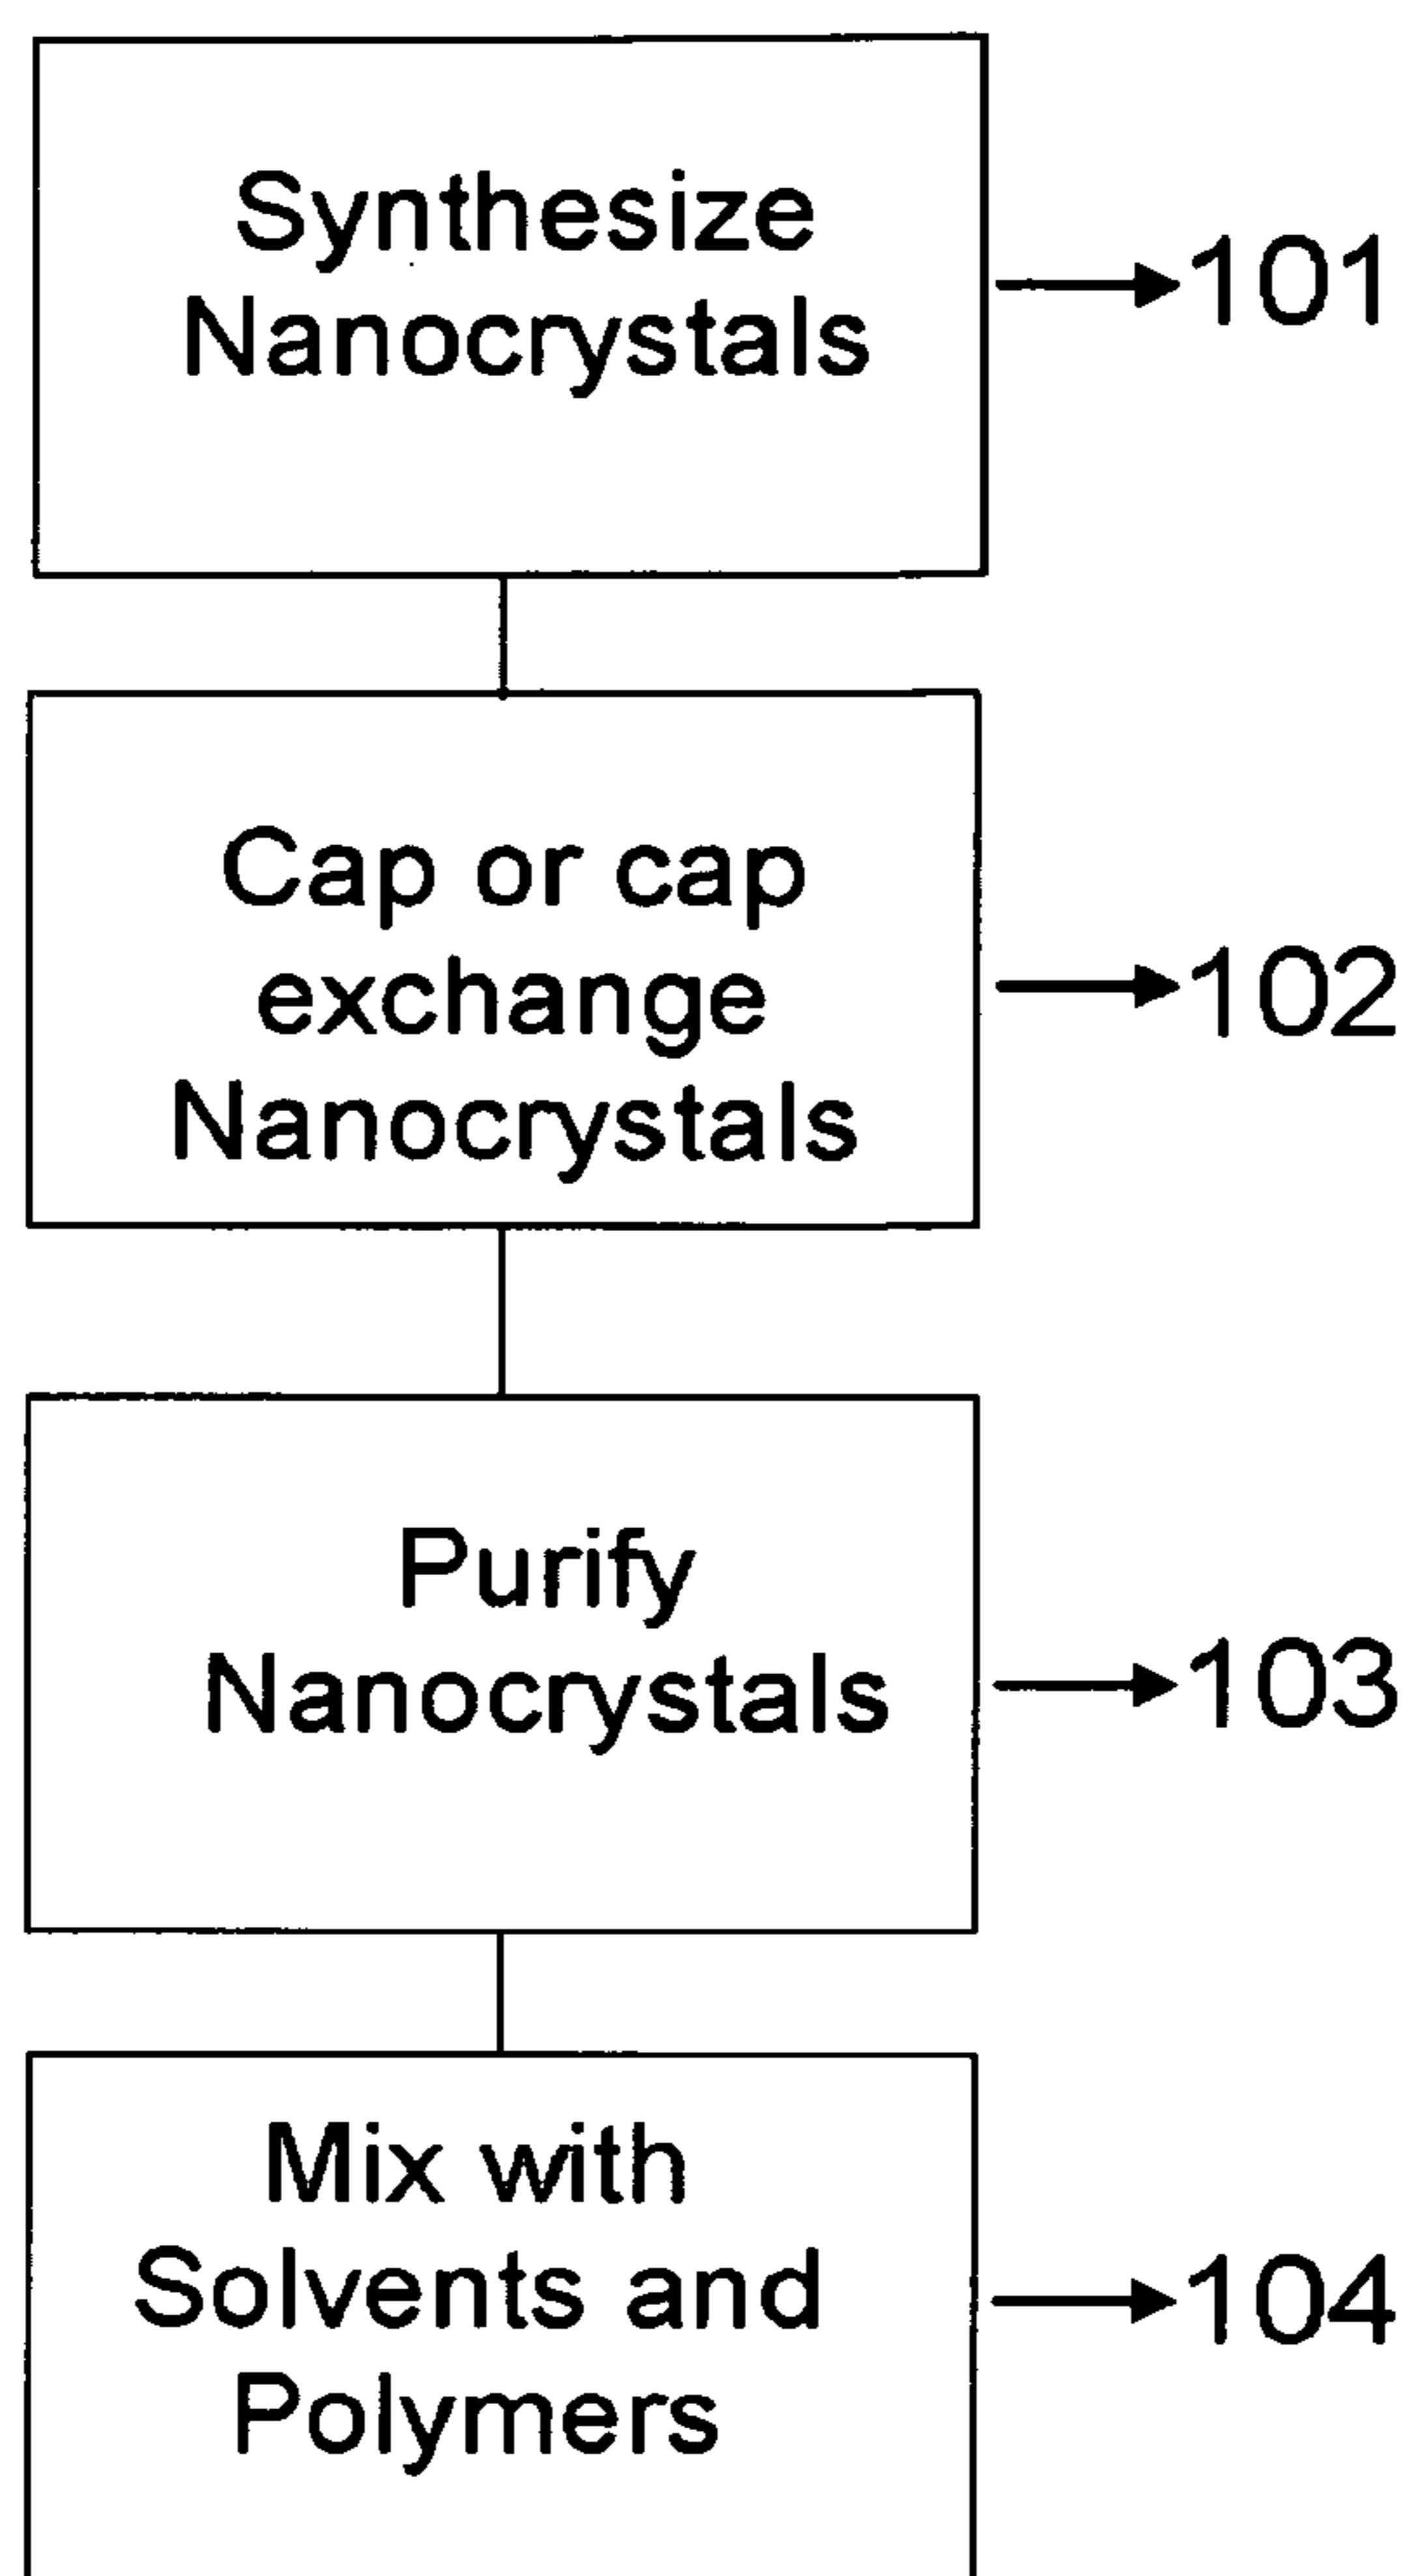 Synthesize
Nanocrystals
101
Cap or cap
exchange
Nanocrystals
102
Purify
Nanocrystals
103
Mix with
Solvents and
Polymers
104